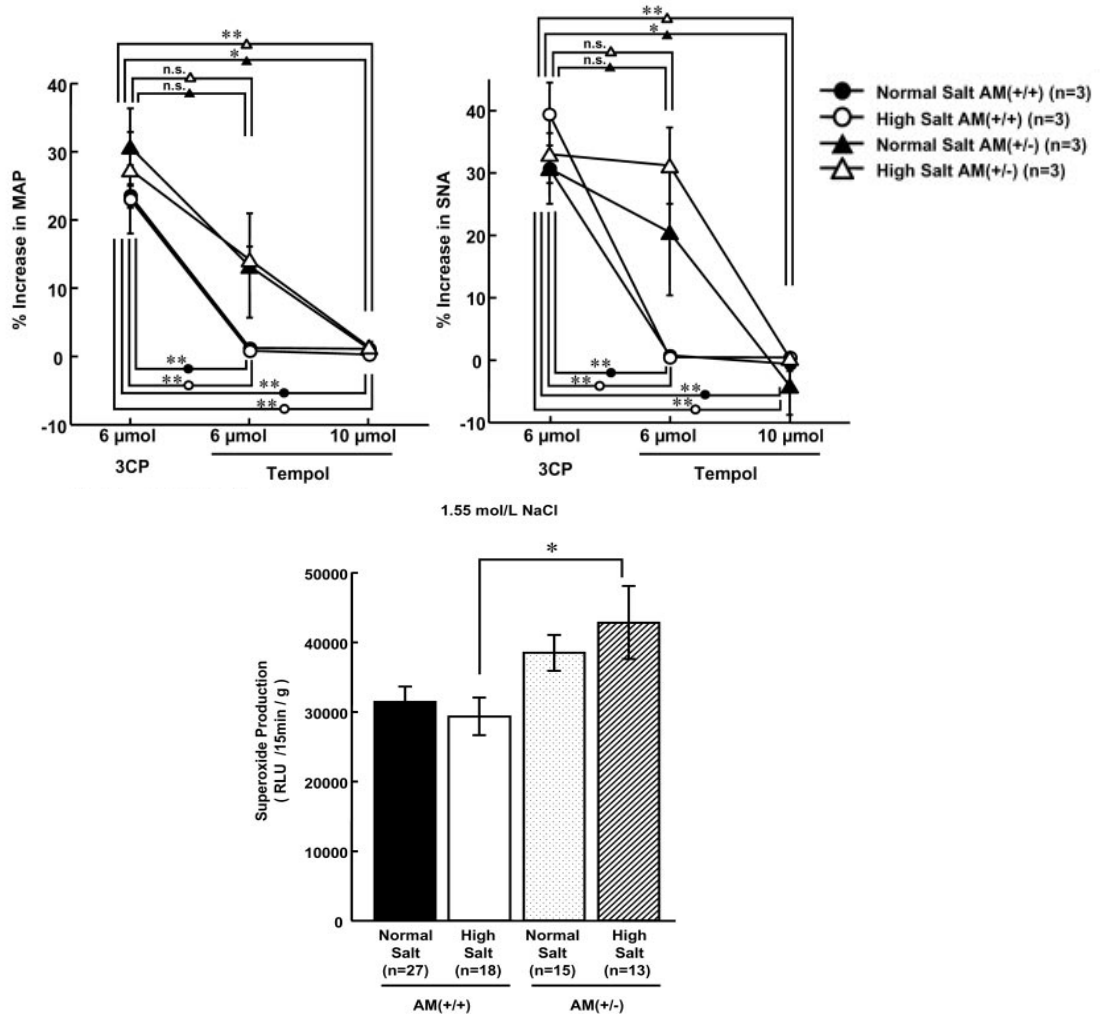 **
*
n.s.
n.s.
% Increase in MAP
40
30
20
10
0
-10
**
**
**
**
6 μmol
6 μmol
10 μmol
3CP
Tempol
**
*
n.s.
n.s.
% Increase in SNA
40
30
20
10
0
-10
**
**
**
**
6 μmol
6 μmol
10 μmol
3CP
Tempol
Normal Salt AM(+/+) (n=3)
High Salt AM(+/+) (n=3)
Normal Salt AM(+/-) (n=3)
High Salt AM(+/-) (n=3)
1.55 mol/L NaCl
*
Superoxide Production
( RLU /15min / g )
50000
40000
30000
20000
10000
0
Normal
Salt
(n=27)
High
Salt
(n=18)
Normal
Salt
(n=15)
High
Salt
(n=13)
AM(+/+)
AM(+/-)